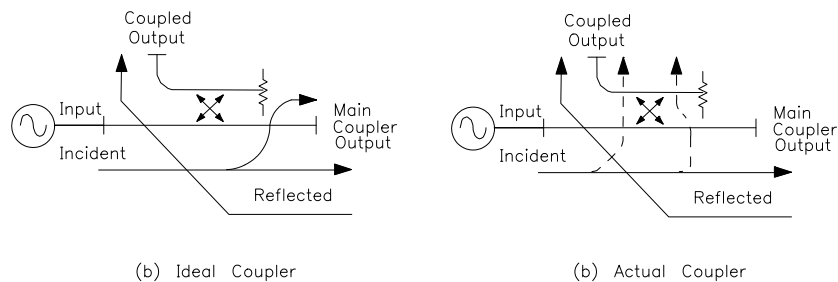 Coupled
Output
Input
Incident
Main
Coupler
Output
Reflected
(b) Ideal Coupler
Coupled
Output
Input
Incident
Main
Coupler
Output
Reflected
(b) Actual Coupler